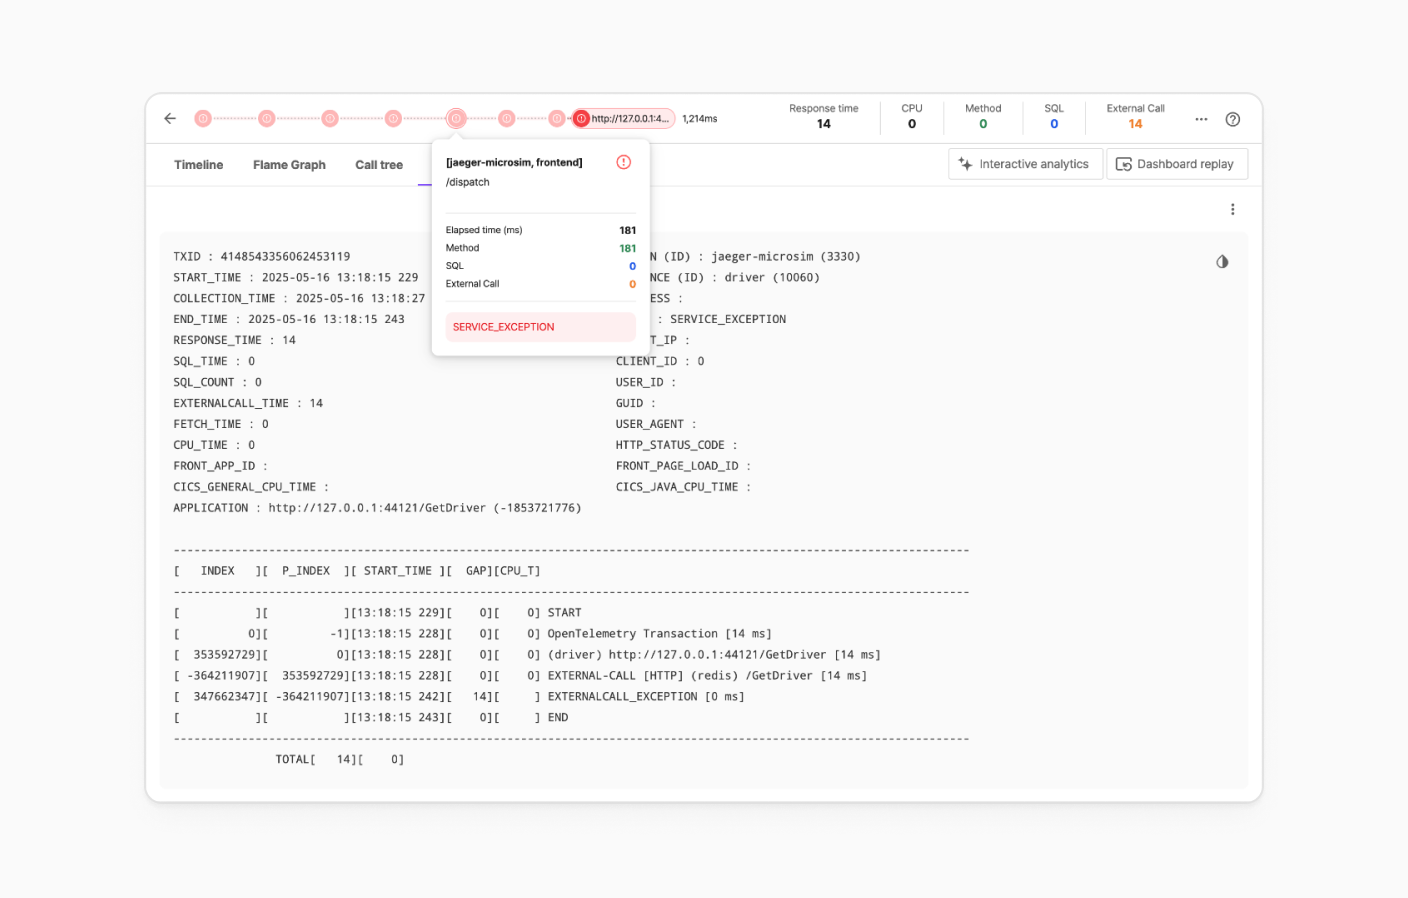 http://127.0.0.1:4... 1,214ms
Response time CPU Method SQL External Call
14 0 0 0 14
Timeline Flame Graph Call tree
Interactive analytics Dashboard replay
[jaeger-microsim, frontend]
/dispatch
Elapsed time (ms) 181
Method 181
SQL 0
External Call 0
SERVICE_EXCEPTION
TXID : 4148543356062453119
N (ID) : jaeger-microsim (3330)
START_TIME : 2025-05-16 13:18:15 229
NCE (ID) : driver (10060)
COLLECTION_TIME : 2025-05-16 13:18:27
ESS :
END_TIME : 2025-05-16 13:18:15 243
: SERVICE_EXCEPTION
RESPONSE_TIME : 14
T_IP :
SQL_TIME : 0
CLIENT_ID : 0
SQL_COUNT : 0
USER_ID :
EXTERNALCALL_TIME : 14
GUID :
FETCH_TIME : 0
USER_AGENT :
CPU_TIME : 0
HTTP_STATUS_CODE :
FRONT_APP_ID :
FRONT_PAGE_LOAD_ID :
CICS_GENERAL_CPU_TIME :
CICS_JAVA_CPU_TIME :
APPLICATION : http://127.0.0.1:44121/GetDriver (-1853721776)
---------------------------------------------------------------------------------------------------------------------
[   INDEX   ][  P_INDEX  ][ START_TIME ][  GAP][CPU_T]
---------------------------------------------------------------------------------------------------------------------
[           ][           ][13:18:15 229][    0][    0] START
[          0][         -1][13:18:15 228][    0][    0] OpenTelemetry Transaction [14 ms]
[  353592729][          0][13:18:15 228][    0][    0] (driver) http://127.0.0.1:44121/GetDriver [14 ms]
[ -364211907][  353592729][13:18:15 228][    0][    0] EXTERNAL-CALL [HTTP] (redis) /GetDriver [14 ms]
[  347662347][ -364211907][13:18:15 242][   14][     ] EXTERNALCALL_EXCEPTION [0 ms]
[           ][           ][13:18:15 243][    0][     ] END
---------------------------------------------------------------------------------------------------------------------
TOTAL[   14][    0]